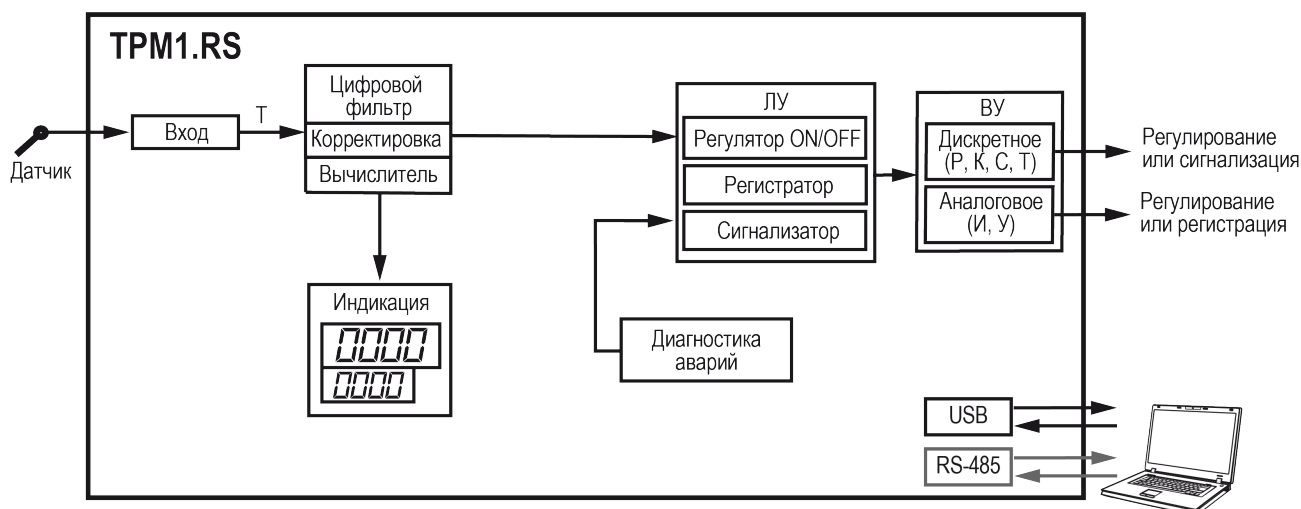 ТРМ1.RS
Датчик
Вход
Т
Цифровой
фильтр
Корректировка
Вычислитель
Индикация
0000
0000
ЛУ
Регулятор ON/OFF
Регистратор
Сигнализатор
Диагностика
аварий
ВУ
Дискретное
(Р, К, С, Т)
Аналоговое
(И, У)
Регулирование
или сигнализация
Регулирование
или регистрация
USB
RS-485